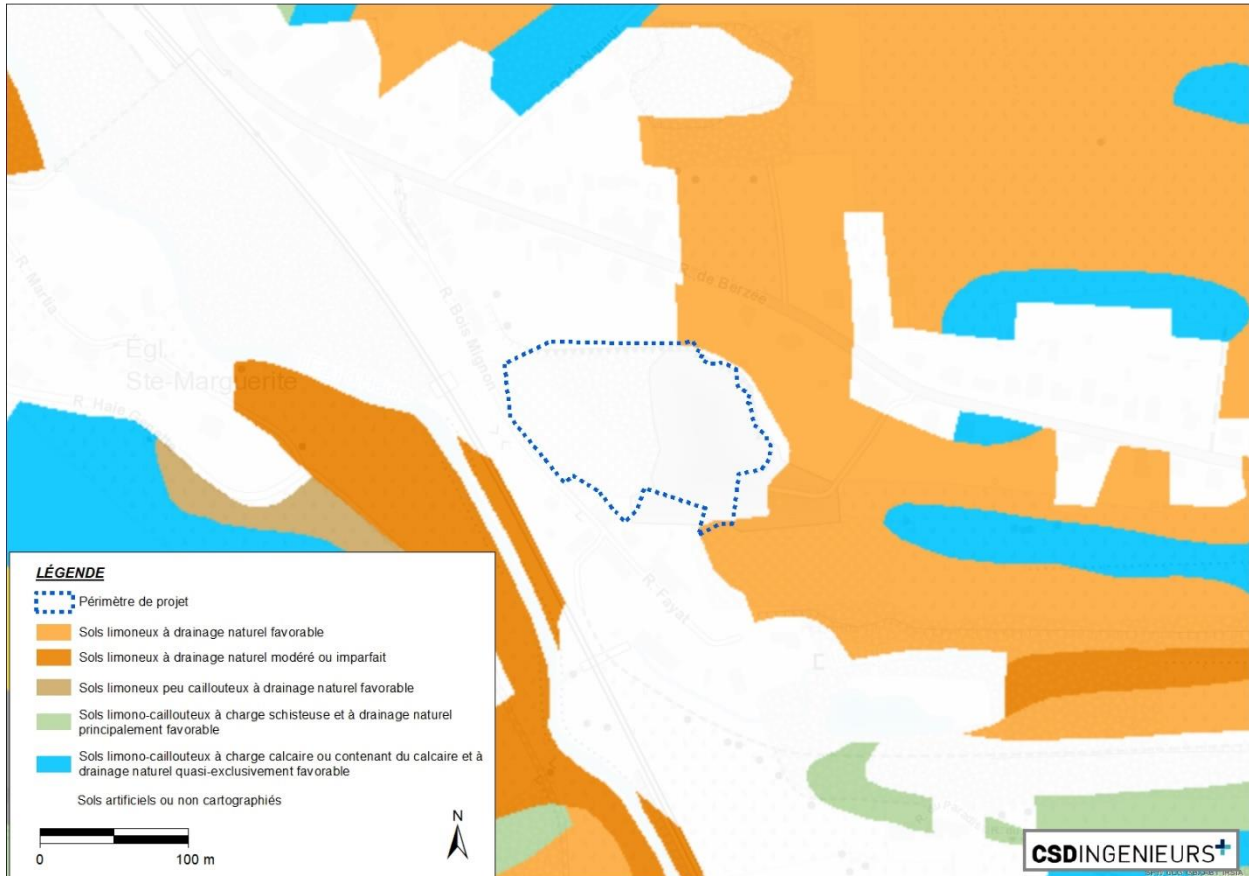 R. de Berzée
R. Bois Mignon
R. Martia
Égl.
Ste-Marguerite
R. Fayat
LÉGENDE
Périmètre de projet
Sols limoneux à drainage naturel favorable
Sols limoneux à drainage naturel modéré ou imparfait
Sols limoneux peu caillouteux à drainage naturel favorable
Sols limono-caillouteux à charge schisteuse et à drainage naturel
principalement favorable
Sols limono-caillouteux à charge calcaire ou contenant du calcaire et à
drainage naturel quasi-exclusivement favorable
Sols artificiels ou non cartographiés
N
0 100 m
CSDINGENIEURS+